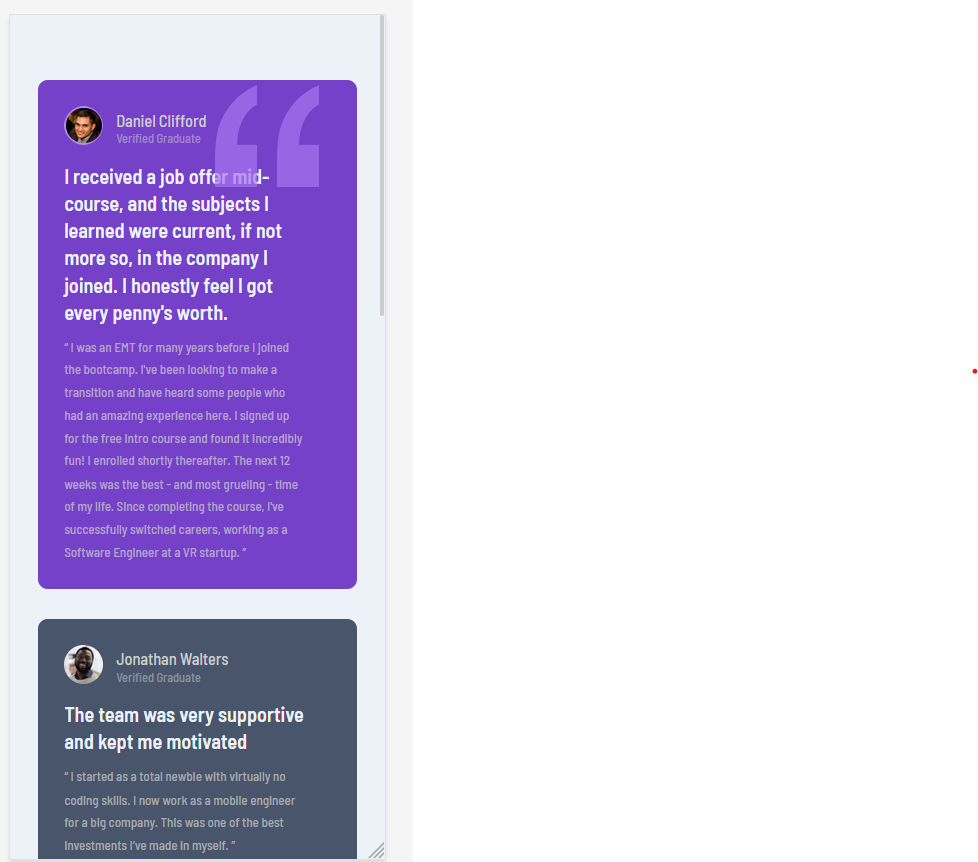 Daniel Clifford
Verified Graduate
I received a job offer mid-
course, and the subjects I
learned were current, if not
more so, in the company I
joined. I honestly feel I got
every penny's worth.
“ I was an EMT for many years before I joined
the bootcamp. I've been looking to make a
transition and have heard some people who
had an amazing experience here. I signed up
for the free intro course and found it incredibly
fun! I enrolled shortly thereafter. The next 12
weeks was the best - and most grueling - time
of my life. Since completing the course, I've
successfully switched careers, working as a
Software Engineer at a VR startup. ”
Jonathan Walters
Verified Graduate
The team was very supportive
and kept me motivated
“ I started as a total newbie with virtually no
coding skills. I now work as a mobile engineer
for a big company. This was one of the best
investments I’ve made in myself. ”